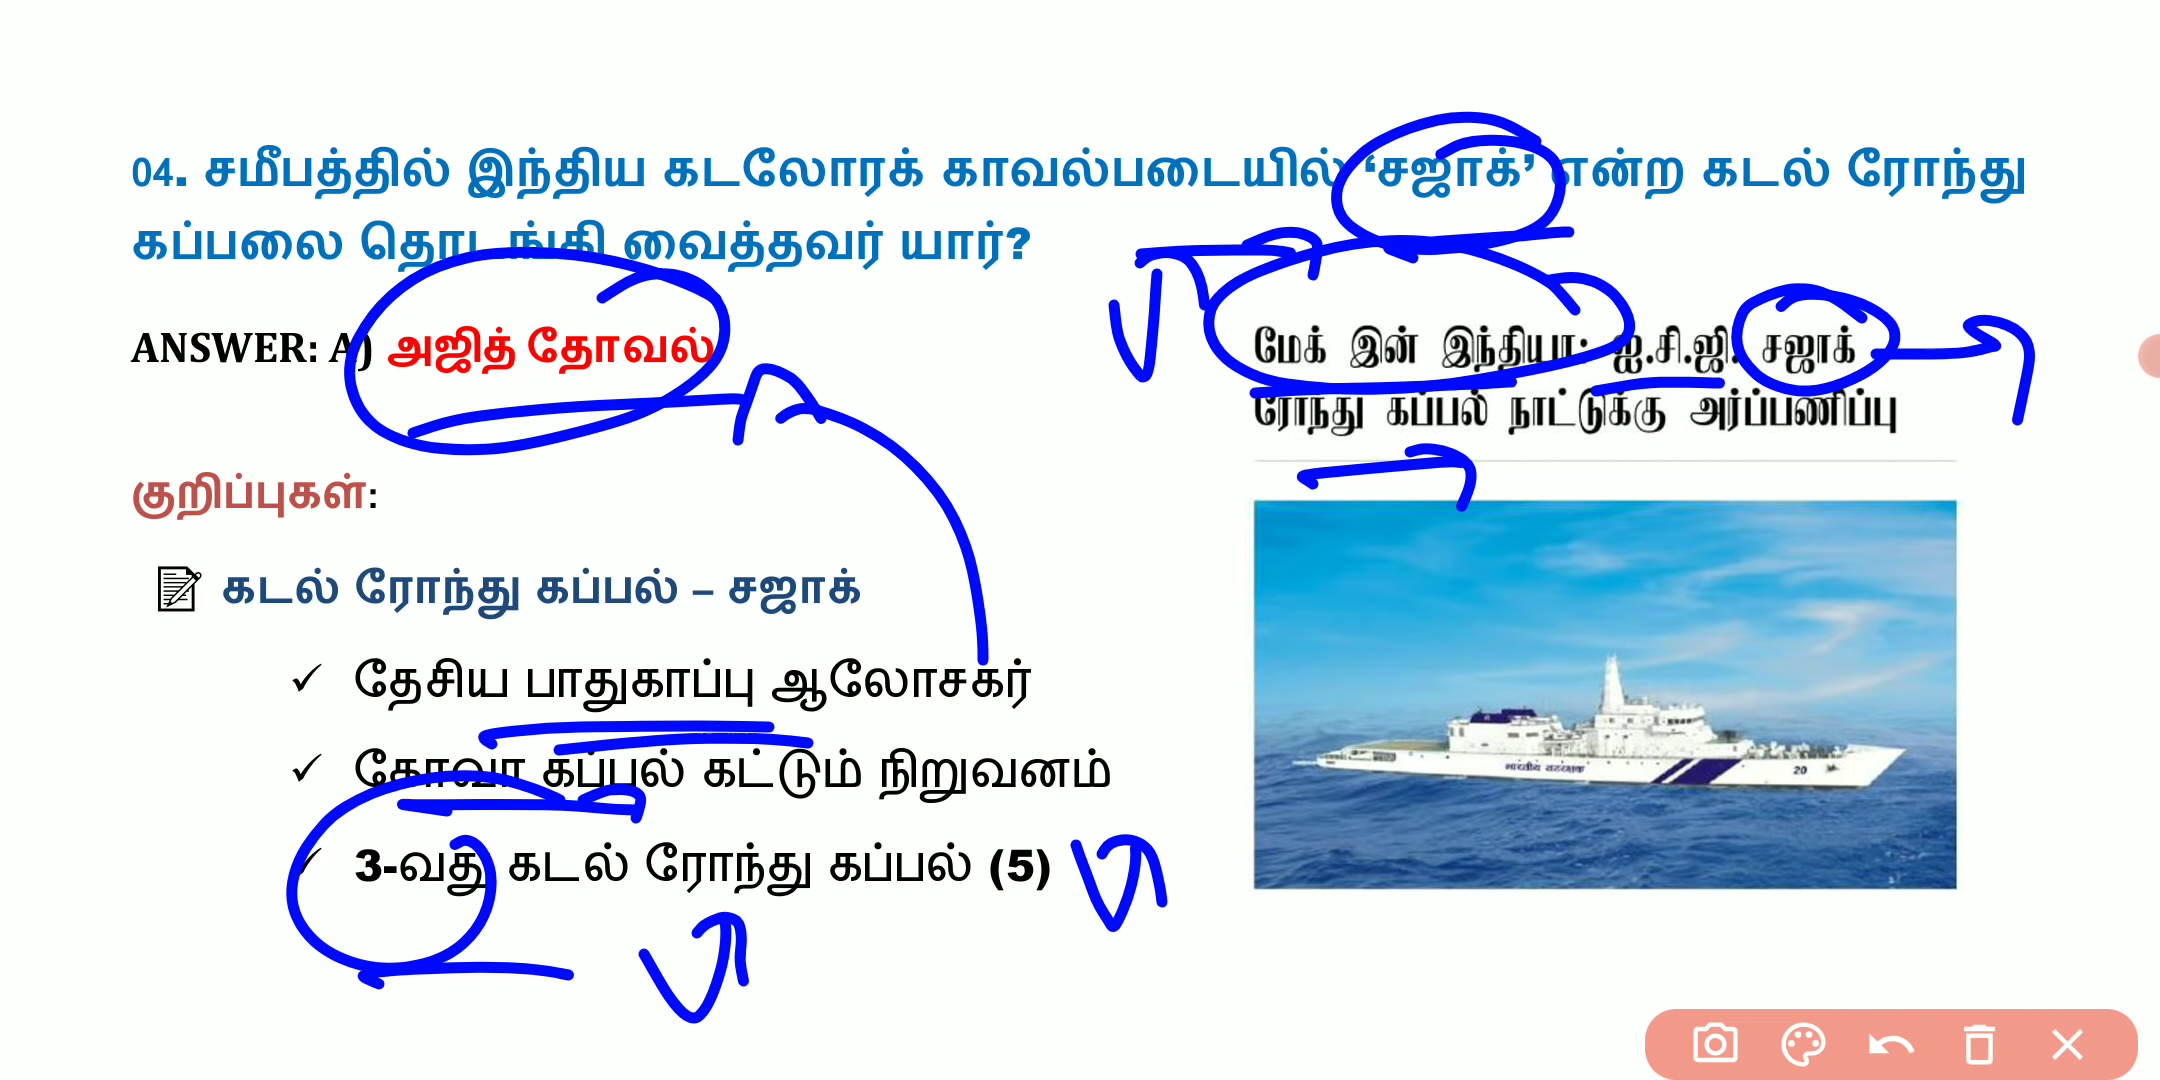 04. சமீபத்தில் இந்திய கடலோரக் காவல்படையில் ‘சஜாக்’ என்ற கடல் ரோந்து
கப்பலை தொடங்கி வைத்தவர் யார்?
ANSWER: A) அஜித் தோவல்
குறிப்புகள்:
கடல் ரோந்து கப்பல் – சஜாக்
✓ தேசிய பாதுகாப்பு ஆலோசகர்
✓ கோவா கப்பல் கட்டும் நிறுவனம்
✓ 3-வது கடல் ரோந்து கப்பல் (5)
மேக் இன் இந்தியா: ஐ.சி.ஜி. சஜாக்
ரோந்து கப்பல் நாட்டுக்கு அர்ப்பணிப்பு
20